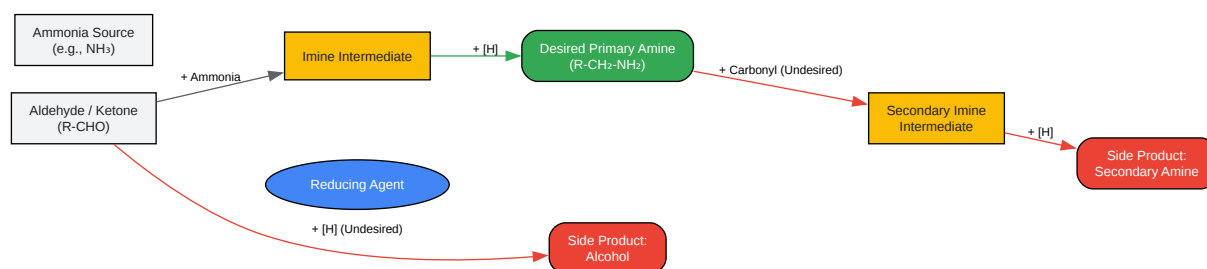 Ammonia Source
(e.g., NH₃)
+ Ammonia
Aldehyde / Ketone
(R-CHO)
Imine Intermediate
+ [H]
Desired Primary Amine
(R-CH₂-NH₂)
+ Carbonyl (Undesired)
Secondary Imine
Intermediate
+ [H]
Side Product:
Secondary Amine
Reducing Agent
+ [H] (Undesired)
Side Product:
Alcohol